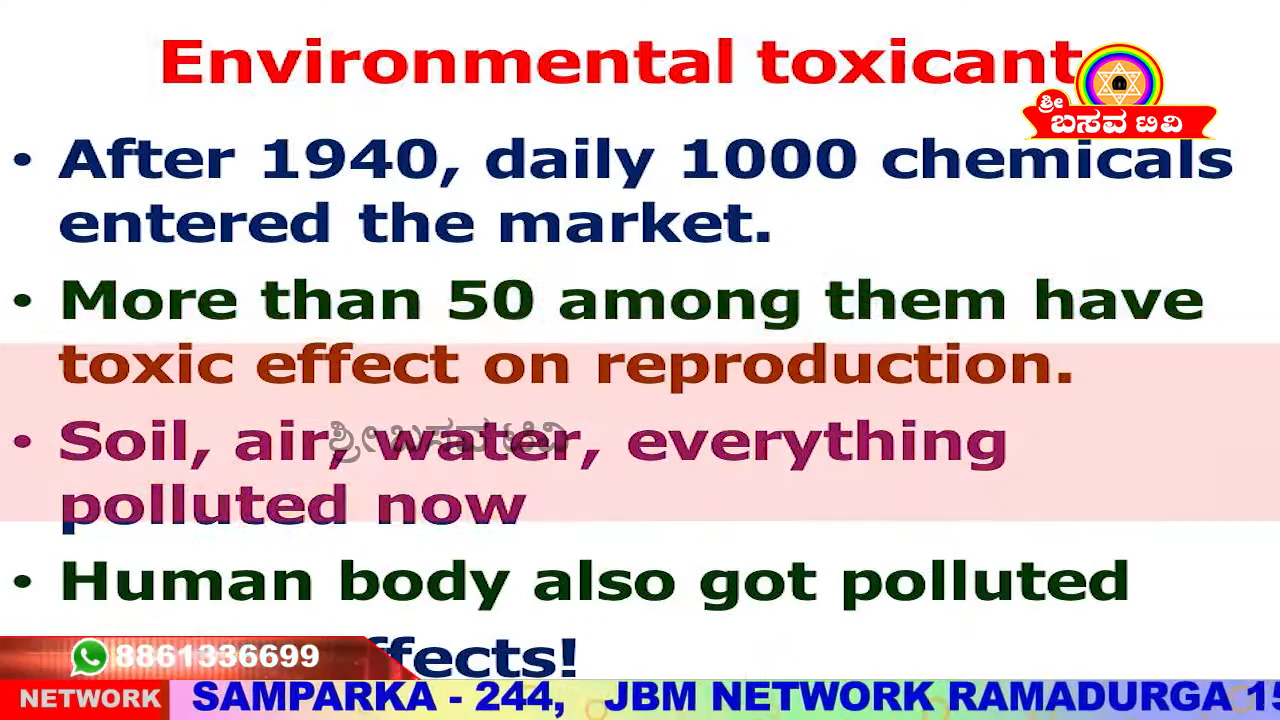 Environmental toxicant
ಶ್ರೀ
ಬಸವ ಟಿವಿ
• After 1940, daily 1000 chemicals
entered the market.
• More than 50 among them have
toxic effect on reproduction.
• Soil, air, water, everything
ಶ್ರೀ ಬಸವ ಟಿವಿ
polluted now
• Human body also got polluted
ffects!
8861336699
NETWORK SAMPARKA - 244, JBM NETWORK RAMADURGA 15